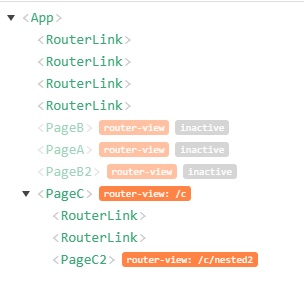 ▼ <App>
<RouterLink>
<RouterLink>
<RouterLink>
<RouterLink>
<PageB> router-view inactive
<PageA> router-view inactive
<PageB2> router-view inactive
▼ <PageC> router-view: /c
<RouterLink>
<RouterLink>
<PageC2> router-view: /c/nested2